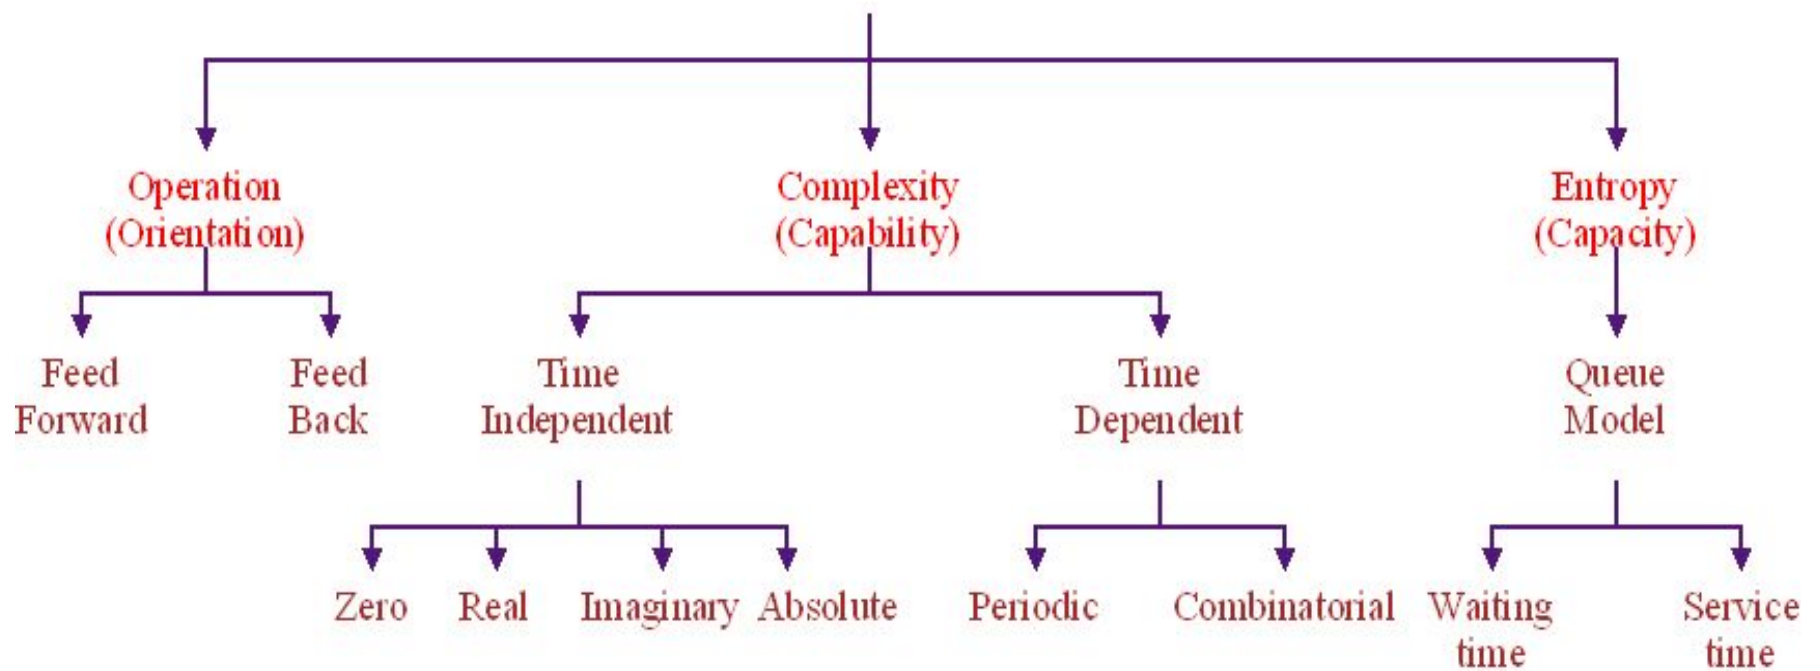 Operation
(Orientation)
Complexity
(Capability)
Entropy
(Capacity)
Feed
Forward
Feed
Back
Time
Independent
Time
Dependent
Queue
Model
Zero
Real
Imaginary
Absolute
Periodic
Combinatorial
Waiting
time
Service
time